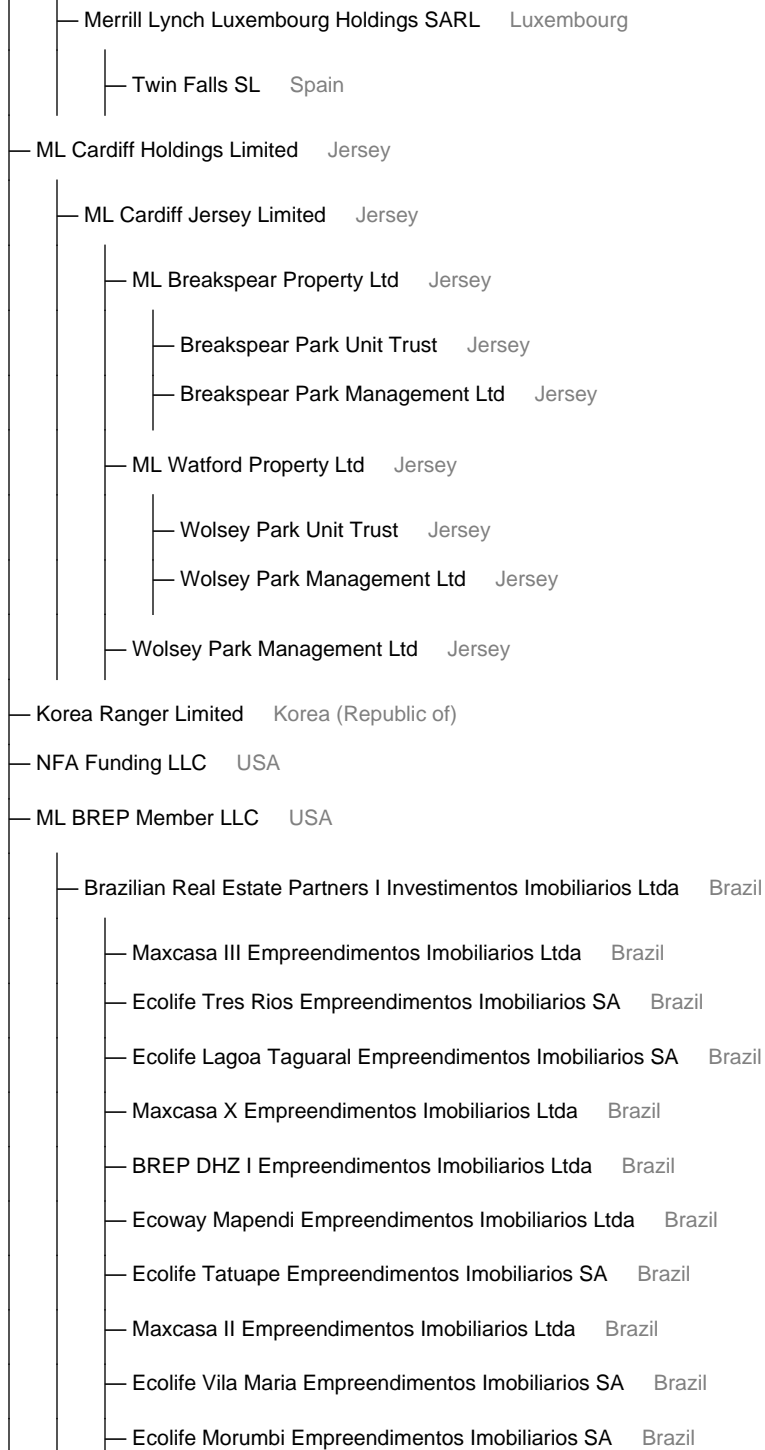 Merrill Lynch Luxembourg Holdings SARL Luxembourg
Twin Falls SL Spain
ML Cardiff Holdings Limited Jersey
ML Cardiff Jersey Limited Jersey
ML Breakspear Property Ltd Jersey
Breakspear Park Unit Trust Jersey
Breakspear Park Management Ltd Jersey
ML Watford Property Ltd Jersey
Wolsey Park Unit Trust Jersey
Wolsey Park Management Ltd Jersey
Wolsey Park Management Ltd Jersey
Korea Ranger Limited Korea (Republic of)
NFA Funding LLC USA
ML BREP Member LLC USA
Brazilian Real Estate Partners I Investimentos Imobiliarios Ltda Brazil
Maxcasa III Empreendimentos Imobiliarios Ltda Brazil
Ecolife Tres Rios Empreendimentos Imobiliarios SA Brazil
Ecolife Lagoa Taguaral Empreendimentos Imobiliarios SA Brazil
Maxcasa X Empreendimentos Imobiliarios Ltda Brazil
BREP DHZ I Empreendimentos Imobiliarios Ltda Brazil
Ecoway Mapendi Empreendimentos Imobiliarios Ltda Brazil
Ecolife Tatuape Empreendimentos Imobiliarios SA Brazil
Maxcasa II Empreendimentos Imobiliarios Ltda Brazil
Ecolife Vila Maria Empreendimentos Imobiliarios SA Brazil
Ecolife Morumbi Empreendimentos Imobiliarios SA Brazil